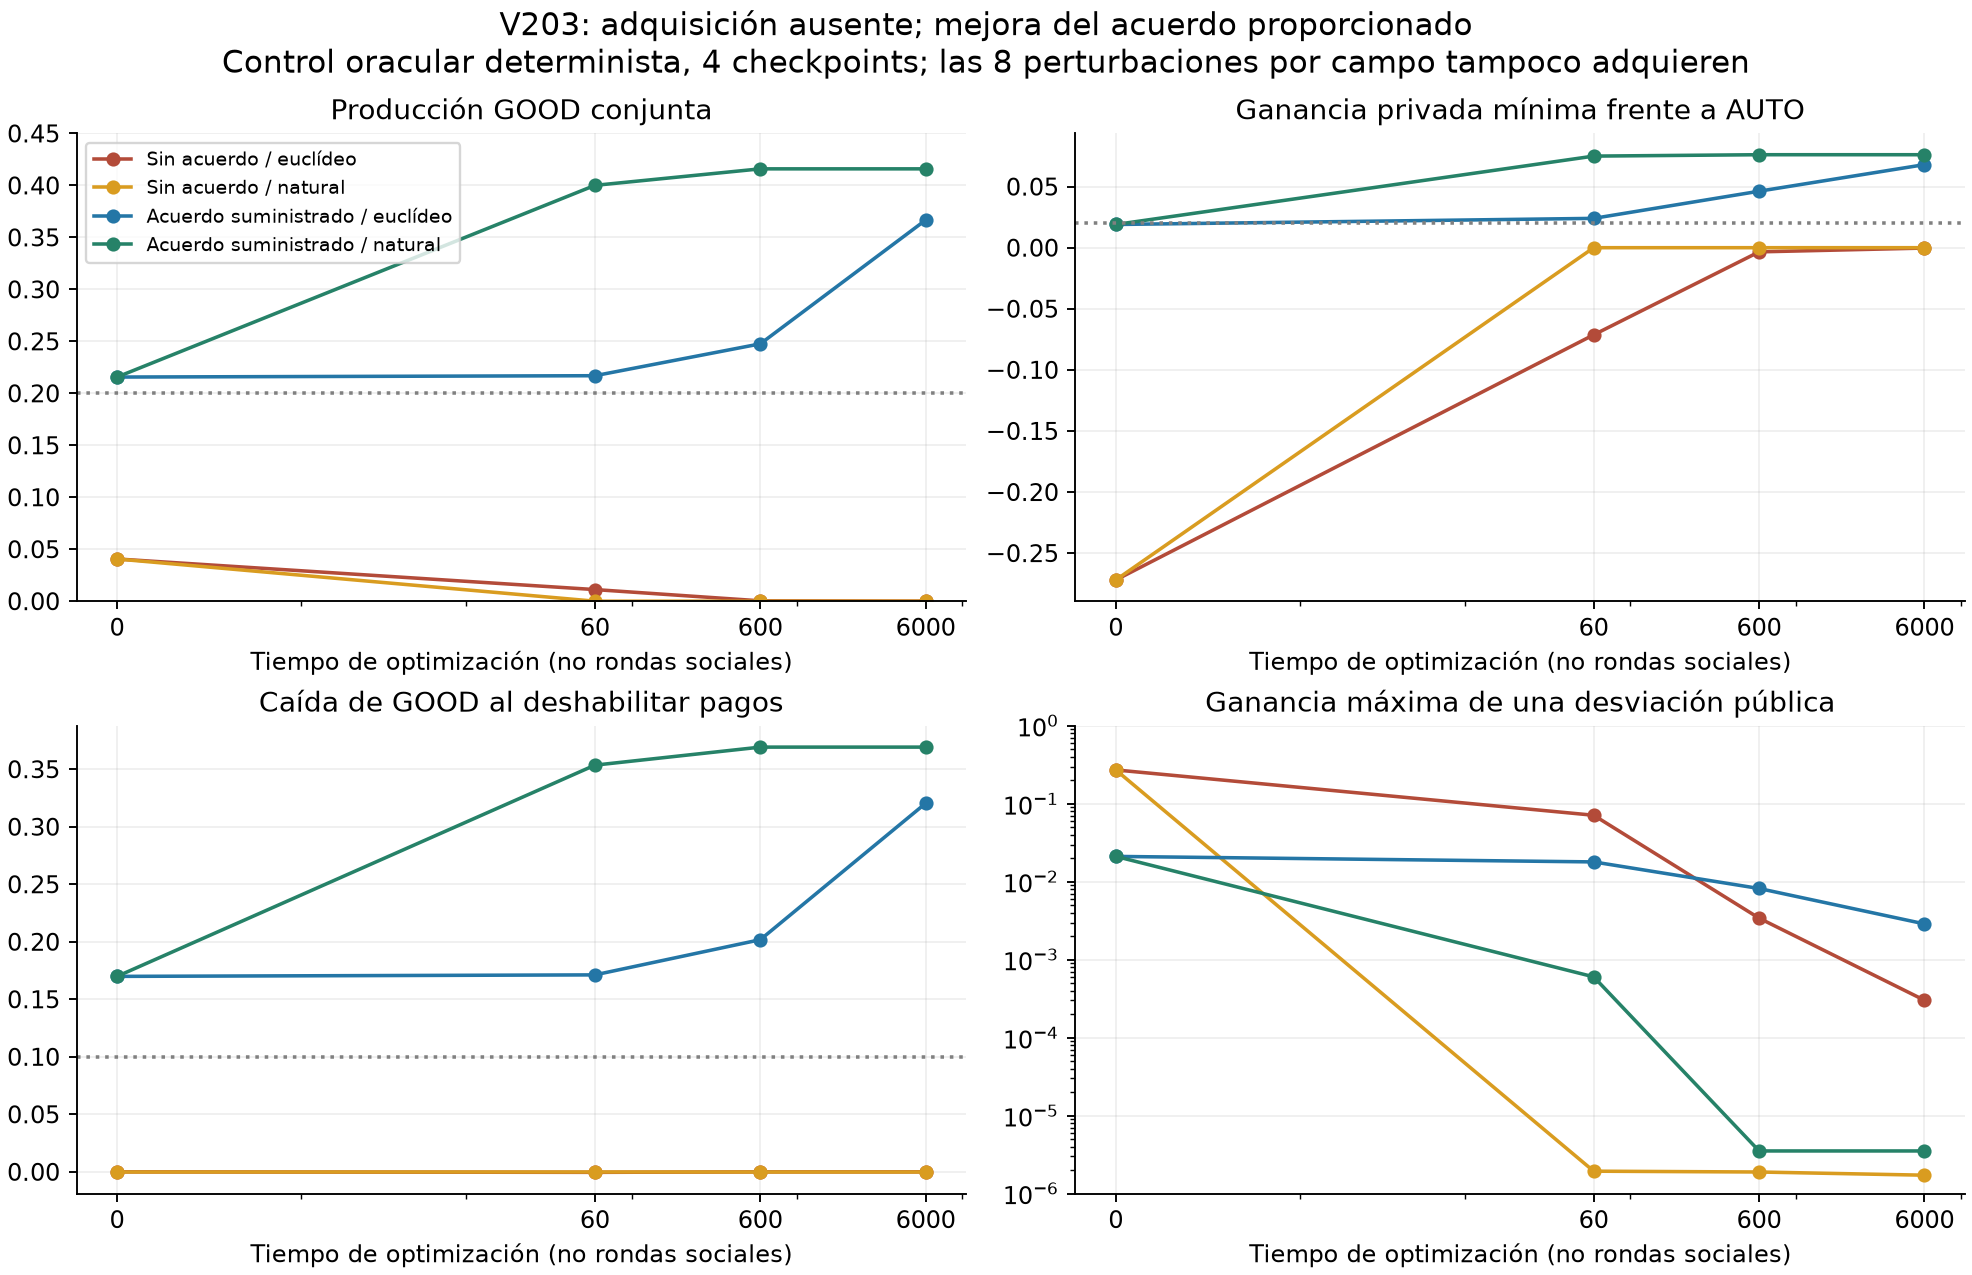 V203: adquisición ausente; mejora del acuerdo proporcionado
Control oracular determinista, 4 checkpoints; las 8 perturbaciones por campo tampoco adquieren
Producción GOOD conjunta
0.45
0.40
0.35
0.30
0.25
0.20
0.15
0.10
0.05
0.00
Sin acuerdo / euclídeo
Sin acuerdo / natural
Acuerdo suministrado / euclídeo
Acuerdo suministrado / natural
0 60 600 6000
Tiempo de optimización (no rondas sociales)
Ganancia privada mínima frente a AUTO
0.05
0.00
−0.05
−0.10
−0.15
−0.20
−0.25
0 60 600 6000
Tiempo de optimización (no rondas sociales)
Caída de GOOD al deshabilitar pagos
0.35
0.30
0.25
0.20
0.15
0.10
0.05
0.00
0 60 600 6000
Tiempo de optimización (no rondas sociales)
Ganancia máxima de una desviación pública
10⁰
10⁻¹
10⁻²
10⁻³
10⁻⁴
10⁻⁵
10⁻⁶
0 60 600 6000
Tiempo de optimización (no rondas sociales)